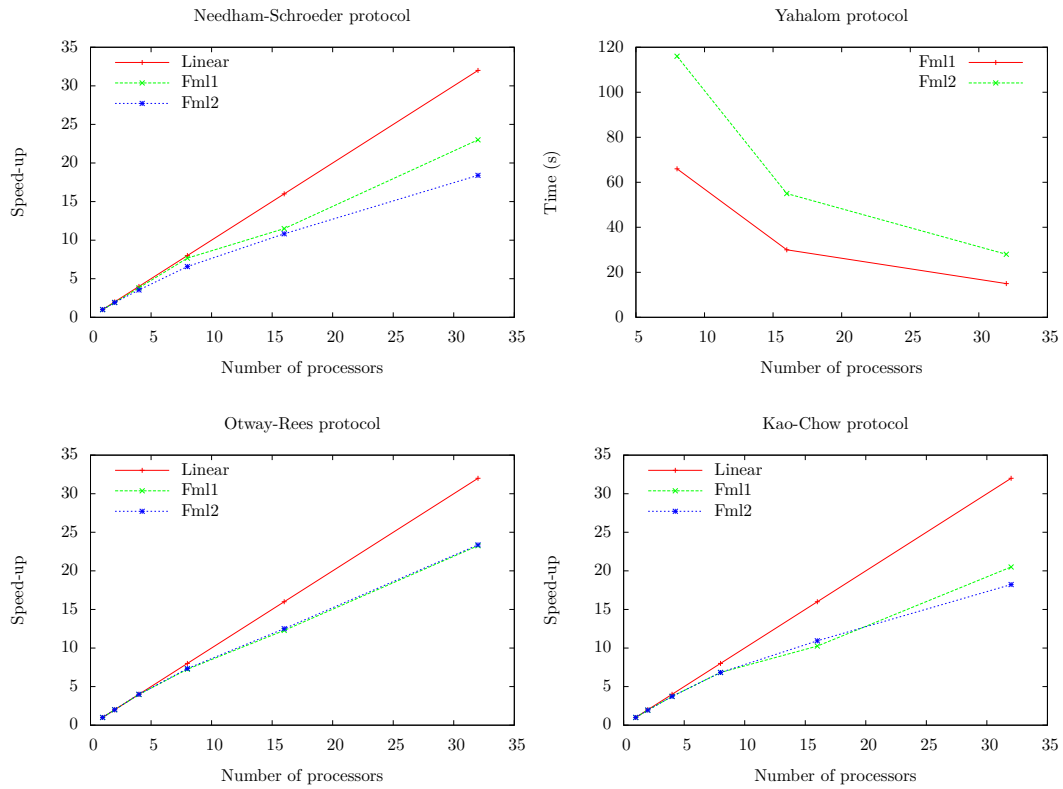 Needham-Schroeder protocol
35
30
25
20
15
10
5
0
0 5 10 15 20 25 30 35
Speed-up
Number of processors
Linear
Fml1
Fml2
Yahalom protocol
120
100
80
60
40
20
0
5 10 15 20 25 30 35
Time (s)
Number of processors
Fml1
Fml2
Otway-Rees protocol
35
30
25
20
15
10
5
0
0 5 10 15 20 25 30 35
Speed-up
Number of processors
Linear
Fml1
Fml2
Kao-Chow protocol
35
30
25
20
15
10
5
0
0 5 10 15 20 25 30 35
Speed-up
Number of processors
Linear
Fml1
Fml2